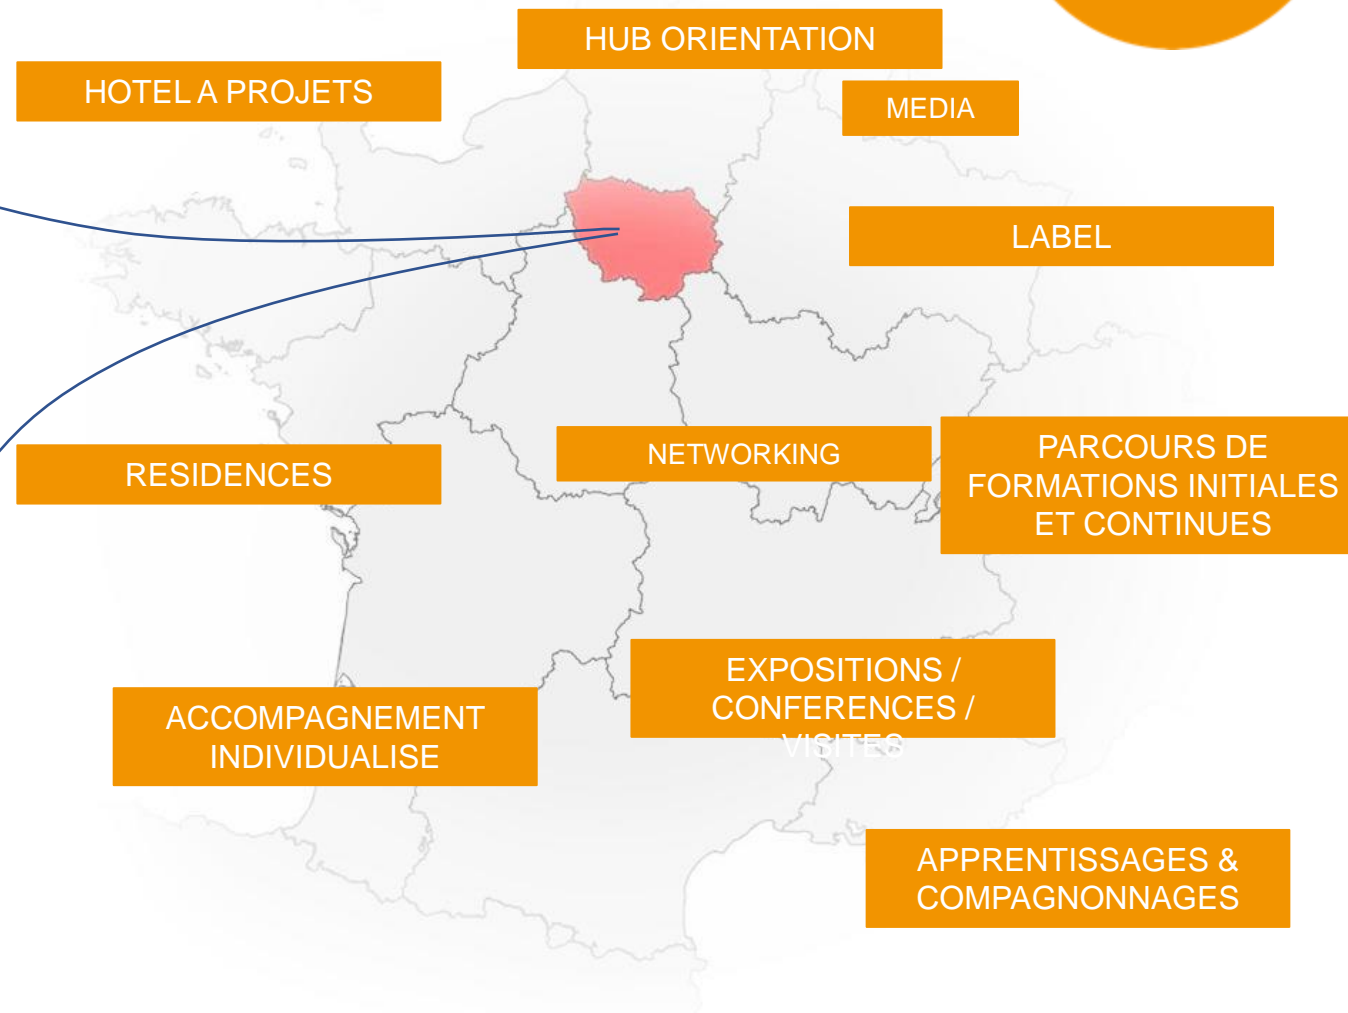 HUB ORIENTATION
HOTEL A PROJETS
MEDIA
LABEL
RESIDENCES
NETWORKING
PARCOURS DE
FORMATIONS INITIALES
ET CONTINUES
EXPOSITIONS /
CONFERENCES /
VISITES
ACCOMPAGNEMENT
INDIVIDUALISE
APPRENTISSAGES &
COMPAGNONNAGES